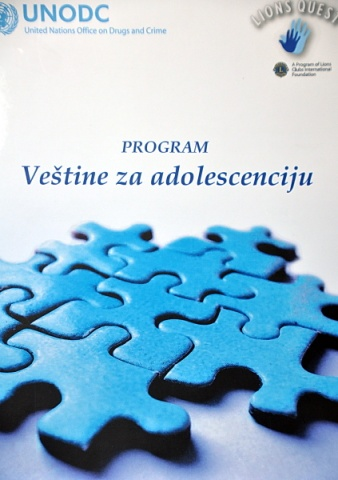 UNODC
United Nations Office on Drugs and Crime
LIONS QUEST
A Program of Lions
Clubs International
Foundation
PROGRAM
Veštine za adolescenciju